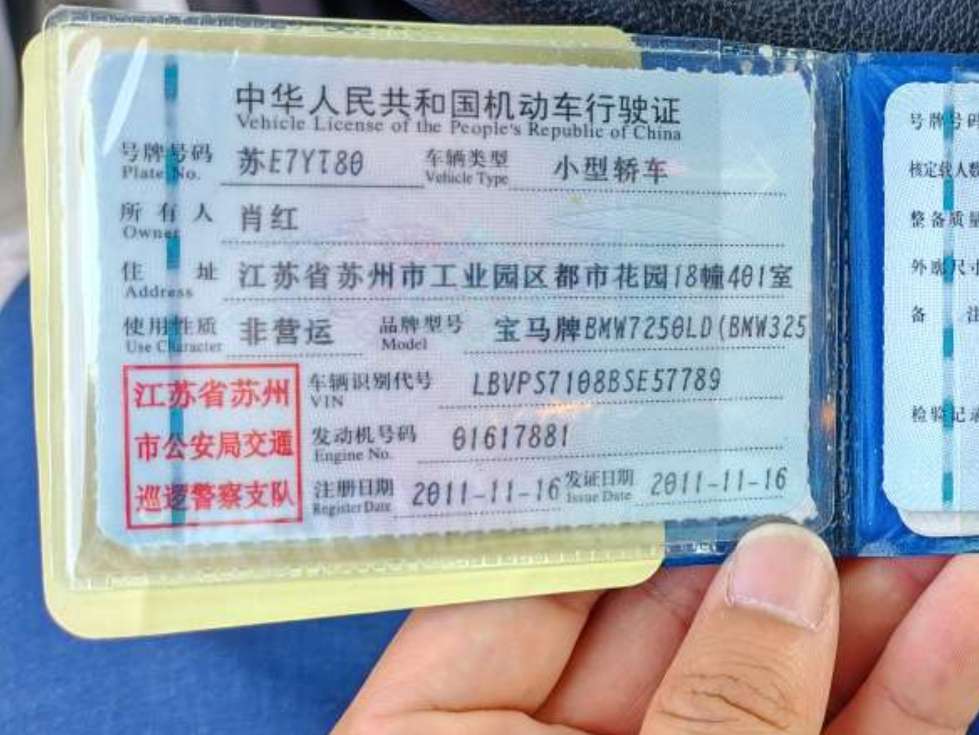 中华人民共和国机动车行驶证
Vehicle License of the People's Republic of China
号牌号码 苏E7YT80 车辆类型 小型轿车
Plate No. Vehicle Type
所有人 肖红
Owner
住址 江苏省苏州市工业园区都市花园18幢401室
Address
使用性质 非营运 品牌型号 宝马牌BMW7250LD(BMW325
Use Character Model
江苏省苏州
市公安局交通
巡逻警察支队
车辆识别代号 LBVPS7108BSE57789
VIN
发动机号码 01617881
Engine No.
注册日期 2011-11-16 发证日期 2011-11-16
Register Date Issue Date
号牌号码
核定载人数
整备质量
外廓尺寸
备 注
检验记录